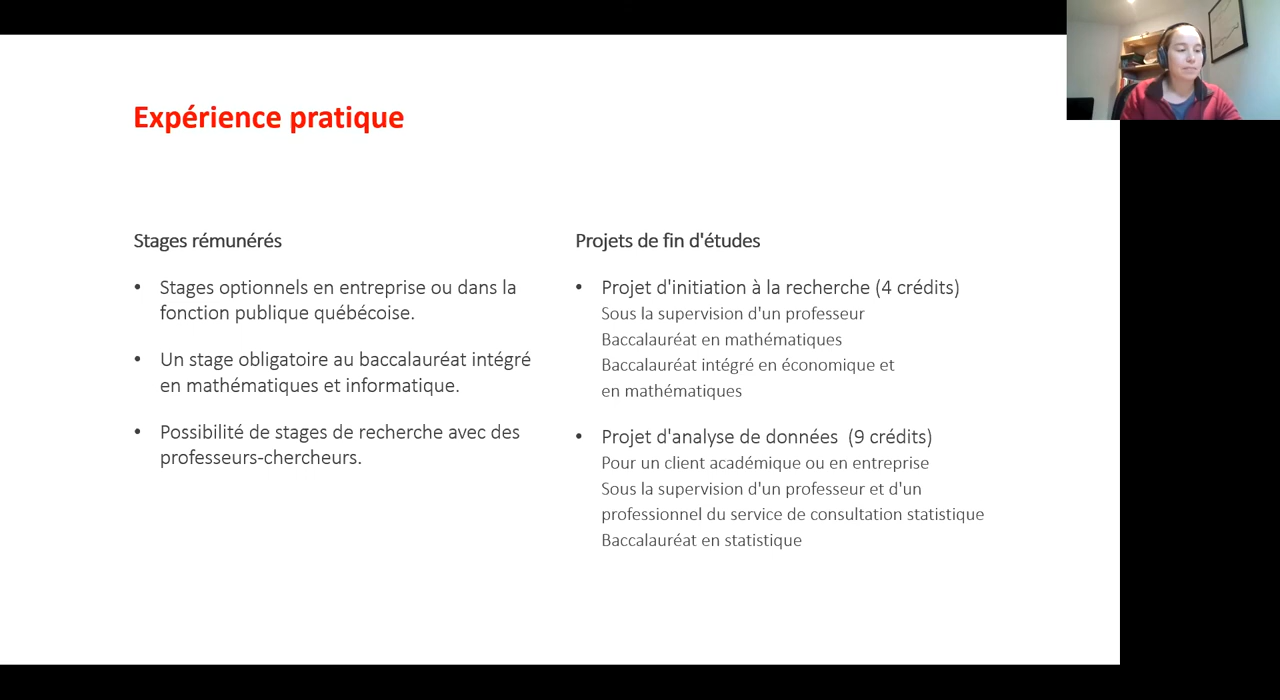 Expérience pratique
Stages rémunérés
• Stages optionnels en entreprise ou dans la
fonction publique québécoise.
• Un stage obligatoire au baccalauréat intégré
en mathématiques et informatique.
• Possibilité de stages de recherche avec des
professeurs-chercheurs.
Projets de fin d'études
• Projet d'initiation à la recherche (4 crédits)
Sous la supervision d'un professeur
Baccalauréat en mathématiques
Baccalauréat intégré en économique et
en mathématiques
• Projet d'analyse de données (9 crédits)
Pour un client académique ou en entreprise
Sous la supervision d'un professeur et d'un
professionnel du service de consultation statistique
Baccalauréat en statistique